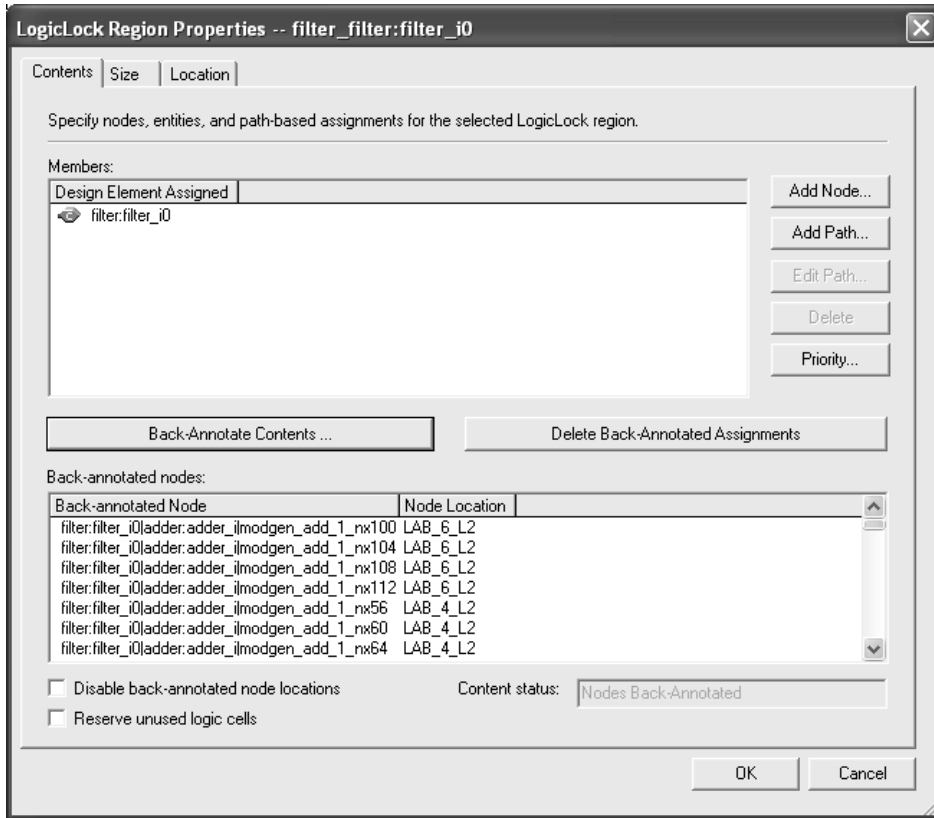 LogicLock Region Properties -- filter_filter:filter_i0
Contents Size Location
Specify nodes, entities, and path-based assignments for the selected LogicLock region.
Members:
Design Element Assigned
filter:filter_i0
Add Node...
Add Path...
Edit Path...
Delete
Priority...
Back-Annotate Contents ... Delete Back-Annotated Assignments
Back-annotated nodes:
Back-annotated Node Node Location
filter:filter_i0|adder:adder_i|modgen_add_1_nx100 LAB_6_L2
filter:filter_i0|adder:adder_i|modgen_add_1_nx104 LAB_6_L2
filter:filter_i0|adder:adder_i|modgen_add_1_nx108 LAB_6_L2
filter:filter_i0|adder:adder_i|modgen_add_1_nx112 LAB_6_L2
filter:filter_i0|adder:adder_i|modgen_add_1_nx56 LAB_4_L2
filter:filter_i0|adder:adder_i|modgen_add_1_nx60 LAB_4_L2
filter:filter_i0|adder:adder_i|modgen_add_1_nx64 LAB_4_L2
Disable back-annotated node locations Content status: Nodes Back-Annotated
Reserve unused logic cells
OK Cancel